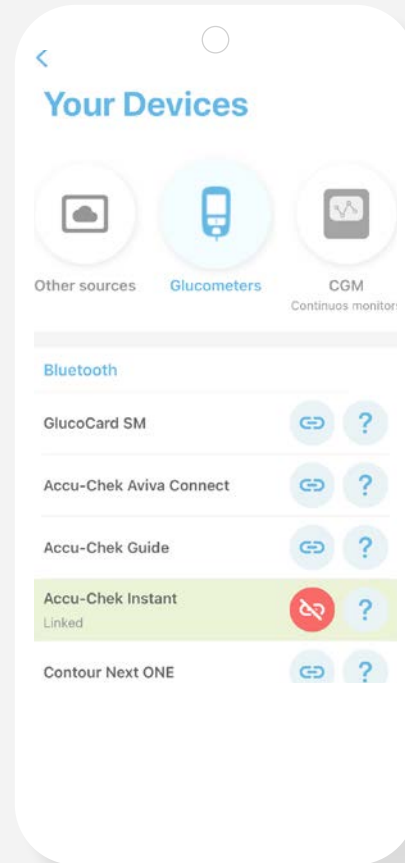 Your Devices
Other sources
Glucometers
CGM
Continuos monitor
Bluetooth
GlucoCard SM
?
Accu-Chek Aviva Connect
?
Accu-Chek Guide
?
Accu-Chek Instant
Linked
?
Contour Next ONE
?